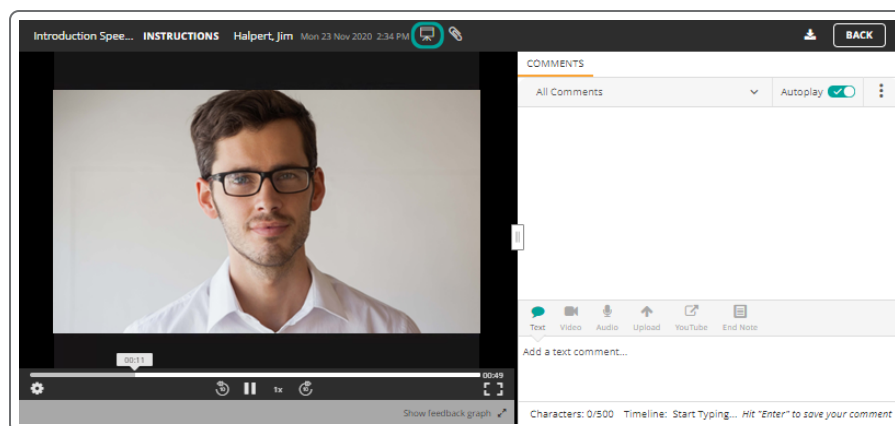 Introduction Spee... INSTRUCTIONS Halpert, Jim Mon 23 Nov 2020 2:34 PM BACK
COMMENTS
All Comments Autoplay
Text Video Audio Upload YouTube End Note
Add a text comment...
00:11
00:49
10 1x 10
Show feedback graph
Characters: 0/500 Timeline: Start Typing... Hit "Enter" to save your comment